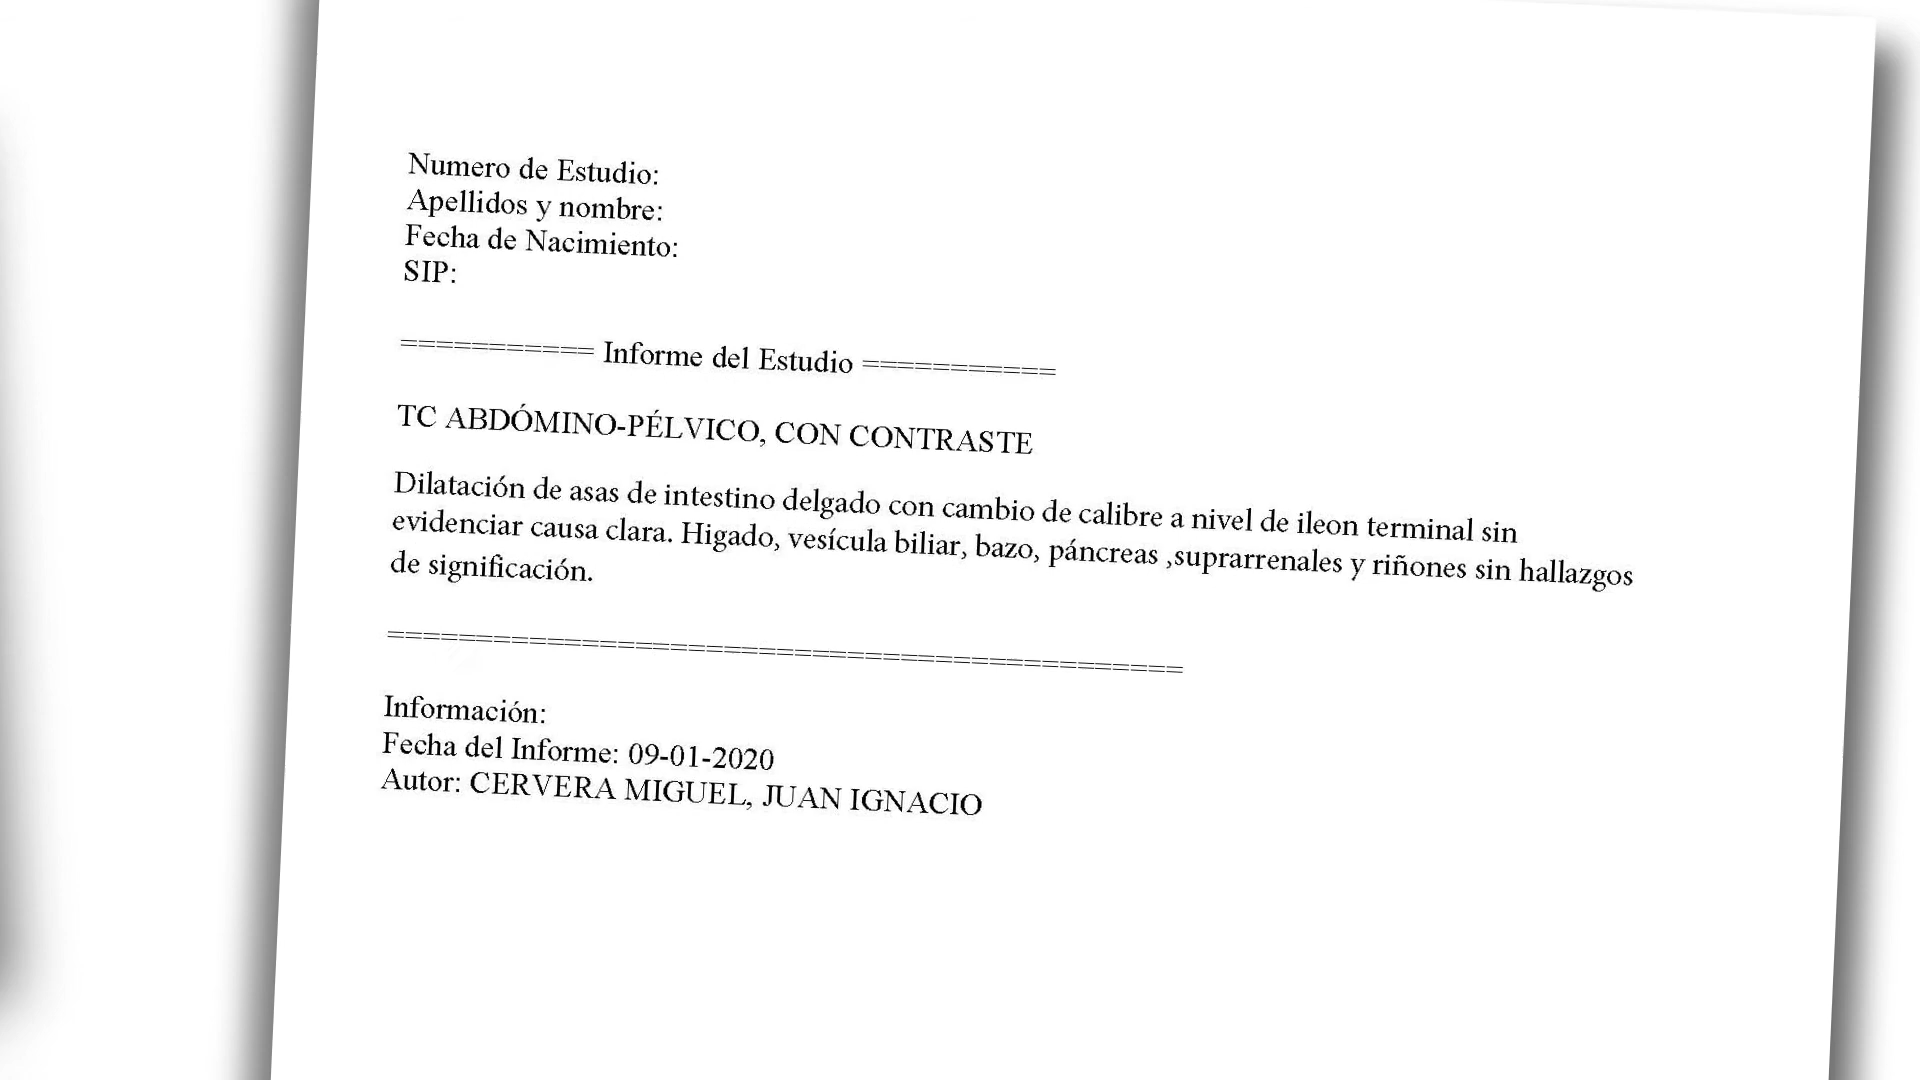 Numero de Estudio:
Apellidos y nombre:
Fecha de Nacimiento:
SIP:
=========== Informe del Estudio ===========
TC ABDÓMINO-PÉLVICO, CON CONTRASTE
Dilatación de asas de intestino delgado con cambio de calibre a nivel de ileon terminal sin
evidenciar causa clara. Higado, vesícula biliar, bazo, páncreas ,suprarrenales y riñones sin hallazgos
de significación.
=============================================
Información:
Fecha del Informe: 09-01-2020
Autor: CERVERA MIGUEL, JUAN IGNACIO